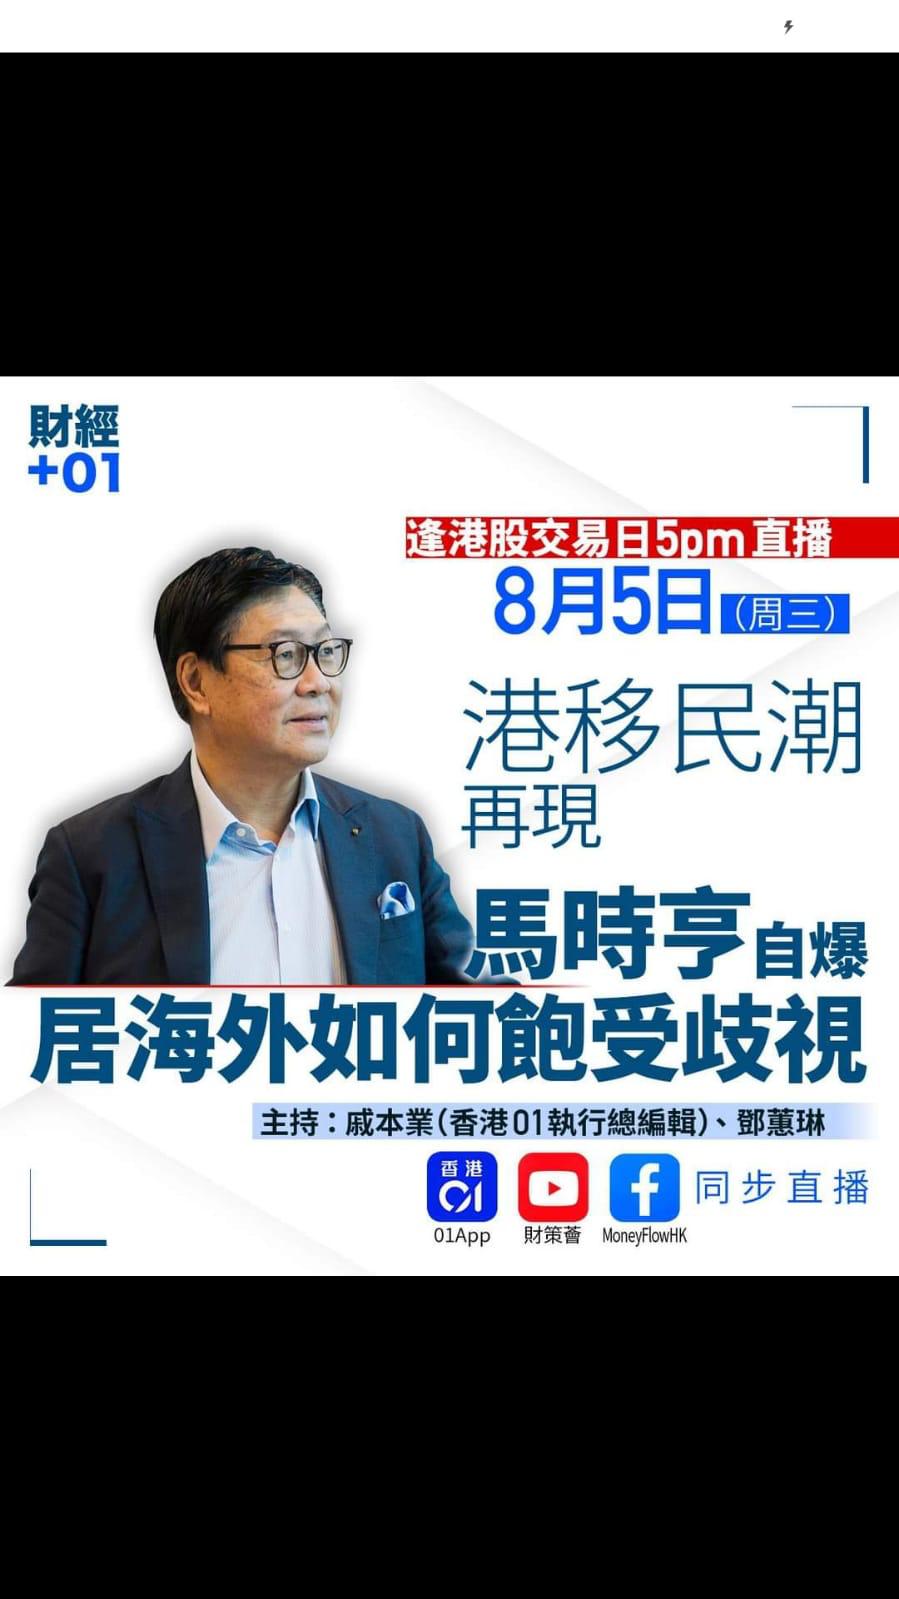 財經
+01
逢港股交易日5pm直播
8月5日（周三）
港移民潮
再現
馬時亨自爆
居海外如何飽受歧視
主持：戚本業（香港01執行總編輯）、鄧蕙琳
香港
01
同步直播
01App
財策薈
MoneyFlowHK